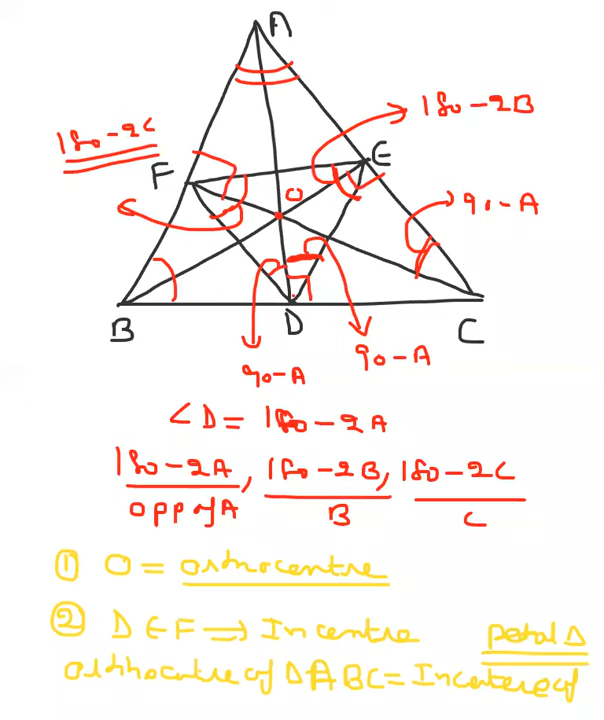 A
180-2B
180-2C
E
F
O
90-A
B
D
C
90-A
90-A
∠D = 180-2A
180-2A, 180-2B, 180-2C
opp of A B C
① O = orthocentre
② DEF ⇒ Incentre pedal Δ
orthocentre of ΔABC = Incentre of